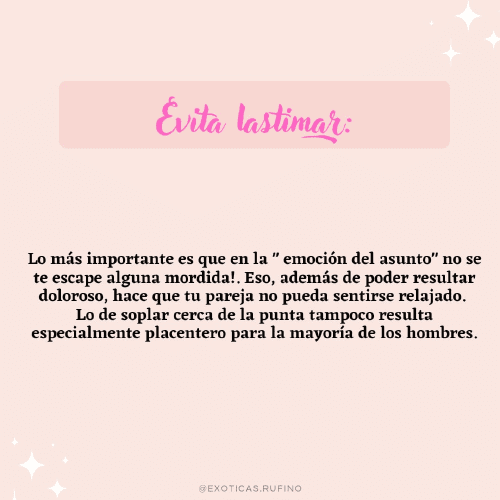 Evita lastimar:
Lo más importante es que en la " emoción del asunto" no se
te escape alguna mordida!. Eso, además de poder resultar
doloroso, hace que tu pareja no pueda sentirse relajado.
Lo de soplar cerca de la punta tampoco resulta
especialmente placentero para la mayoría de los hombres.
@EXOTICAS.RUFINO